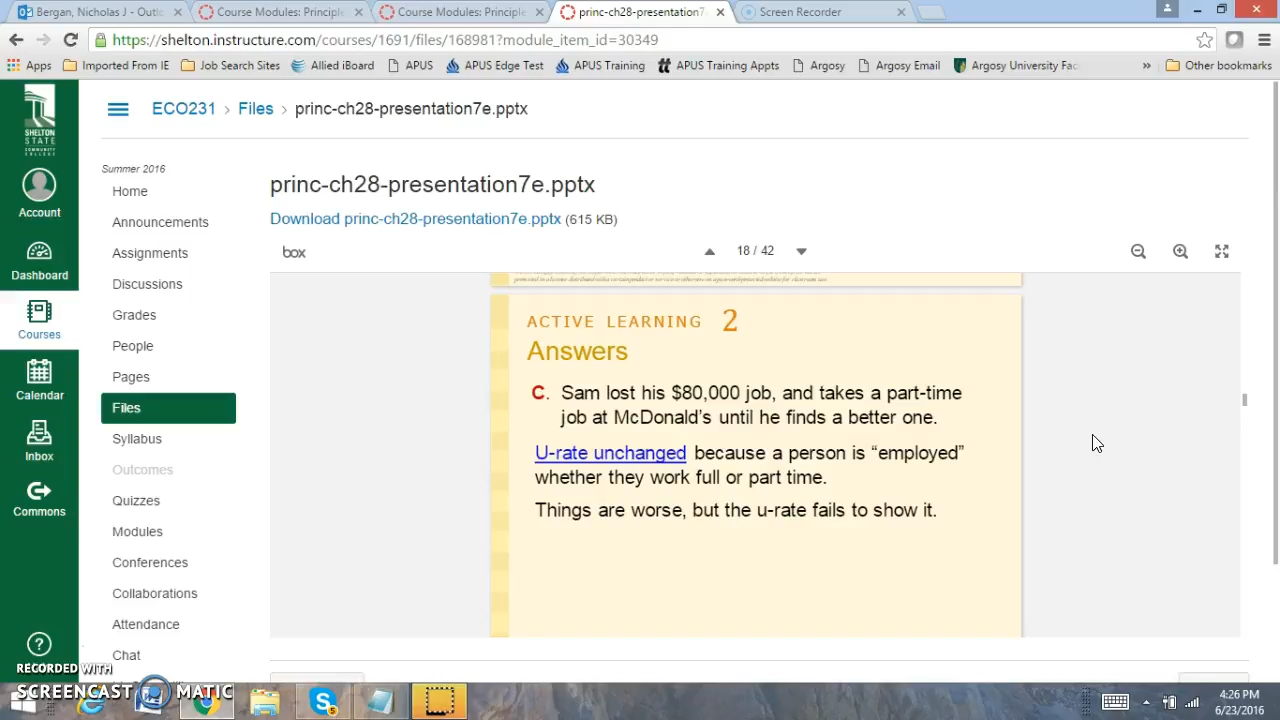 Bergan, Nicholas J - Outl
Course Modules: Principle
Course Modules: Principle
princ-ch28-presentation7
Screen Recorder
https://shelton.instructure.com/courses/1691/files/168981?module_item_id=30349
Apps
Imported From IE
Job Search Sites
Allied iBoard
APUS
APUS Edge Test
APUS Training
APUS Training Appts
Argosy
Argosy Email
Argosy University Fac
»
Other bookmarks
SHELTON
STATE
Account
Dashboard
Courses
Calendar
Inbox
Commons
ECO231 › Files › princ-ch28-presentation7e.pptx
Summer 2016
Home
Announcements
Assignments
Discussions
Grades
People
Pages
Files
Syllabus
Outcomes
Quizzes
Modules
Conferences
Collaborations
Attendance
Chat
princ-ch28-presentation7e.pptx
Download princ-ch28-presentation7e.pptx (615 KB)
box
18 / 42
ACTIVE LEARNING 2
Answers
C. Sam lost his $80,000 job, and takes a part-time
job at McDonald's until he finds a better one.
U-rate unchanged because a person is “employed”
whether they work full or part time.
Things are worse, but the u-rate fails to show it.
RECORDED WITH
SCREENCAST MATIC
4:26 PM
6/23/2016